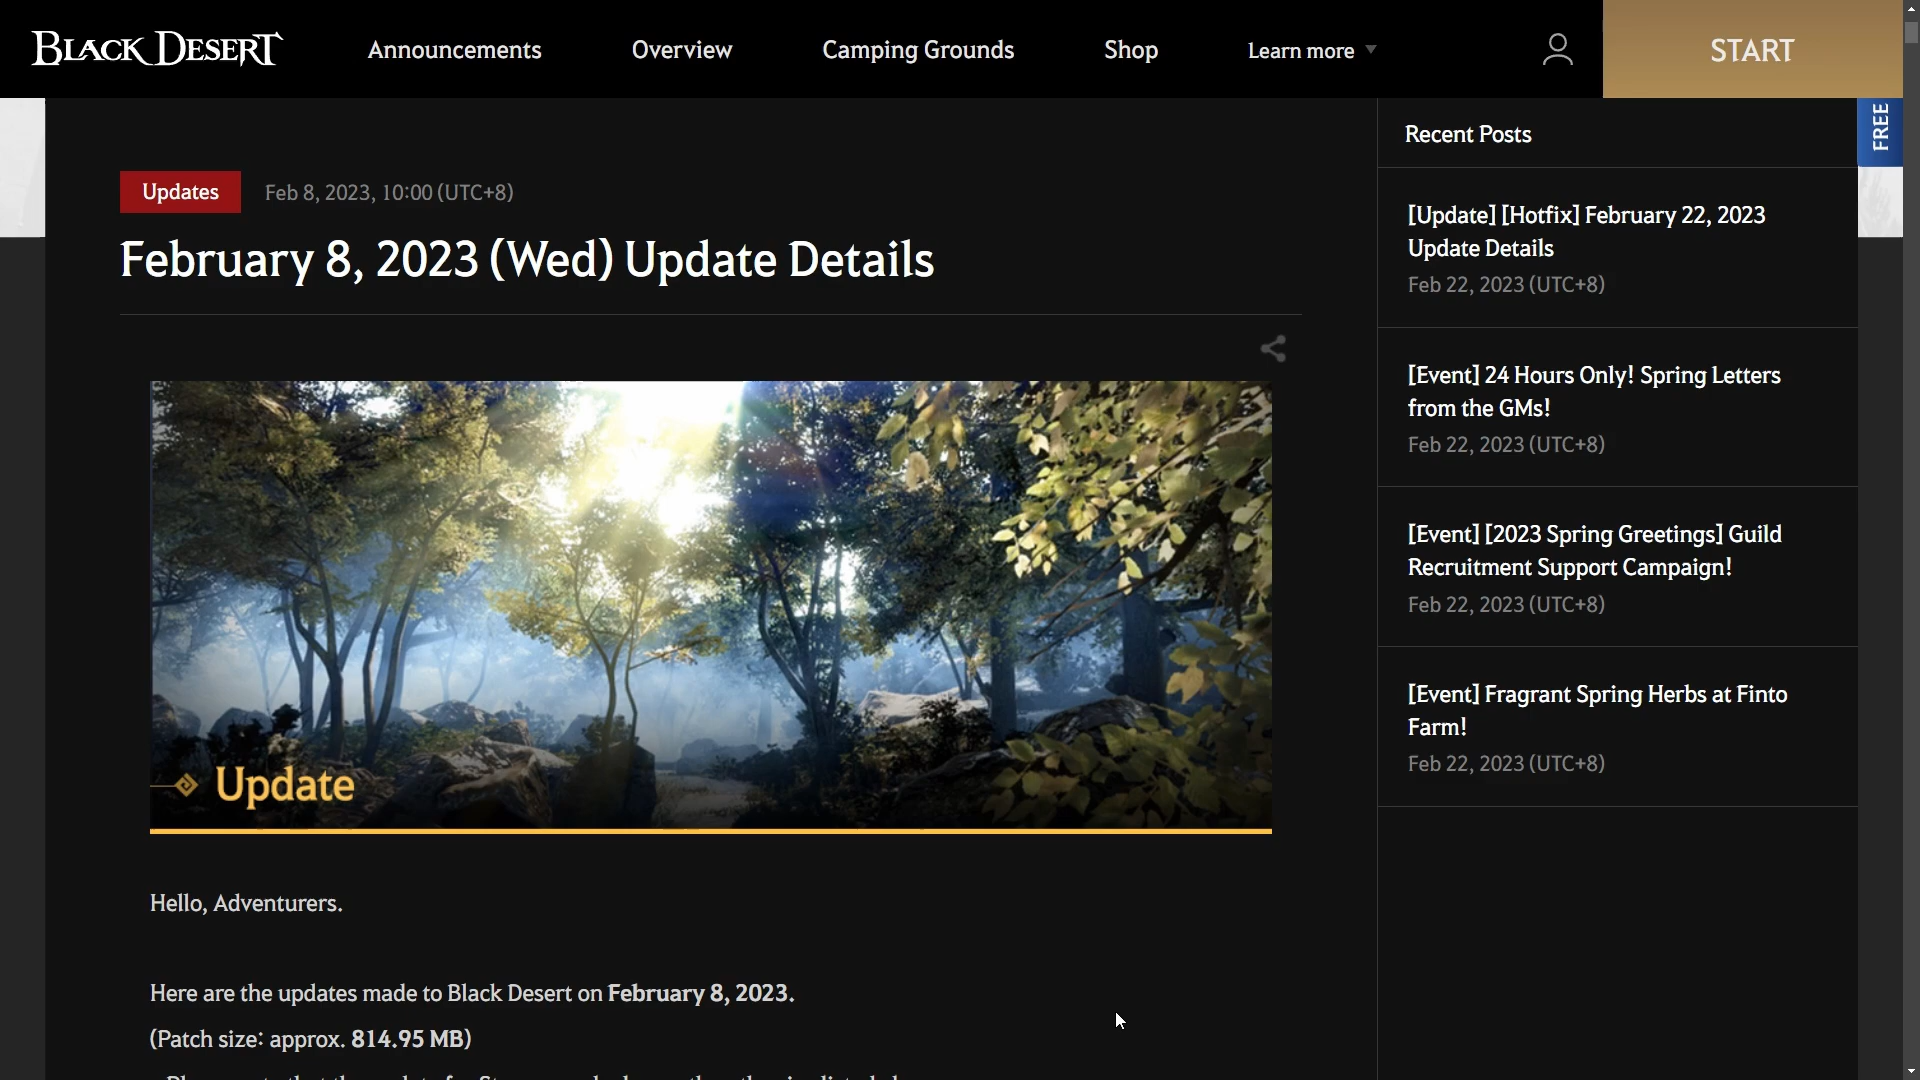 BLACK DESERT
Announcements
Overview
Camping Grounds
Shop
Learn more
START
FREE
Updates
Feb 8, 2023, 10:00 (UTC+8)
February 8, 2023 (Wed) Update Details
Update
Hello, Adventurers.
Here are the updates made to Black Desert on February 8, 2023.
(Patch size: approx. 814.95 MB)
Recent Posts
[Update] [Hotfix] February 22, 2023
Update Details
Feb 22, 2023 (UTC+8)
[Event] 24 Hours Only! Spring Letters
from the GMs!
Feb 22, 2023 (UTC+8)
[Event] [2023 Spring Greetings] Guild
Recruitment Support Campaign!
Feb 22, 2023 (UTC+8)
[Event] Fragrant Spring Herbs at Finto
Farm!
Feb 22, 2023 (UTC+8)